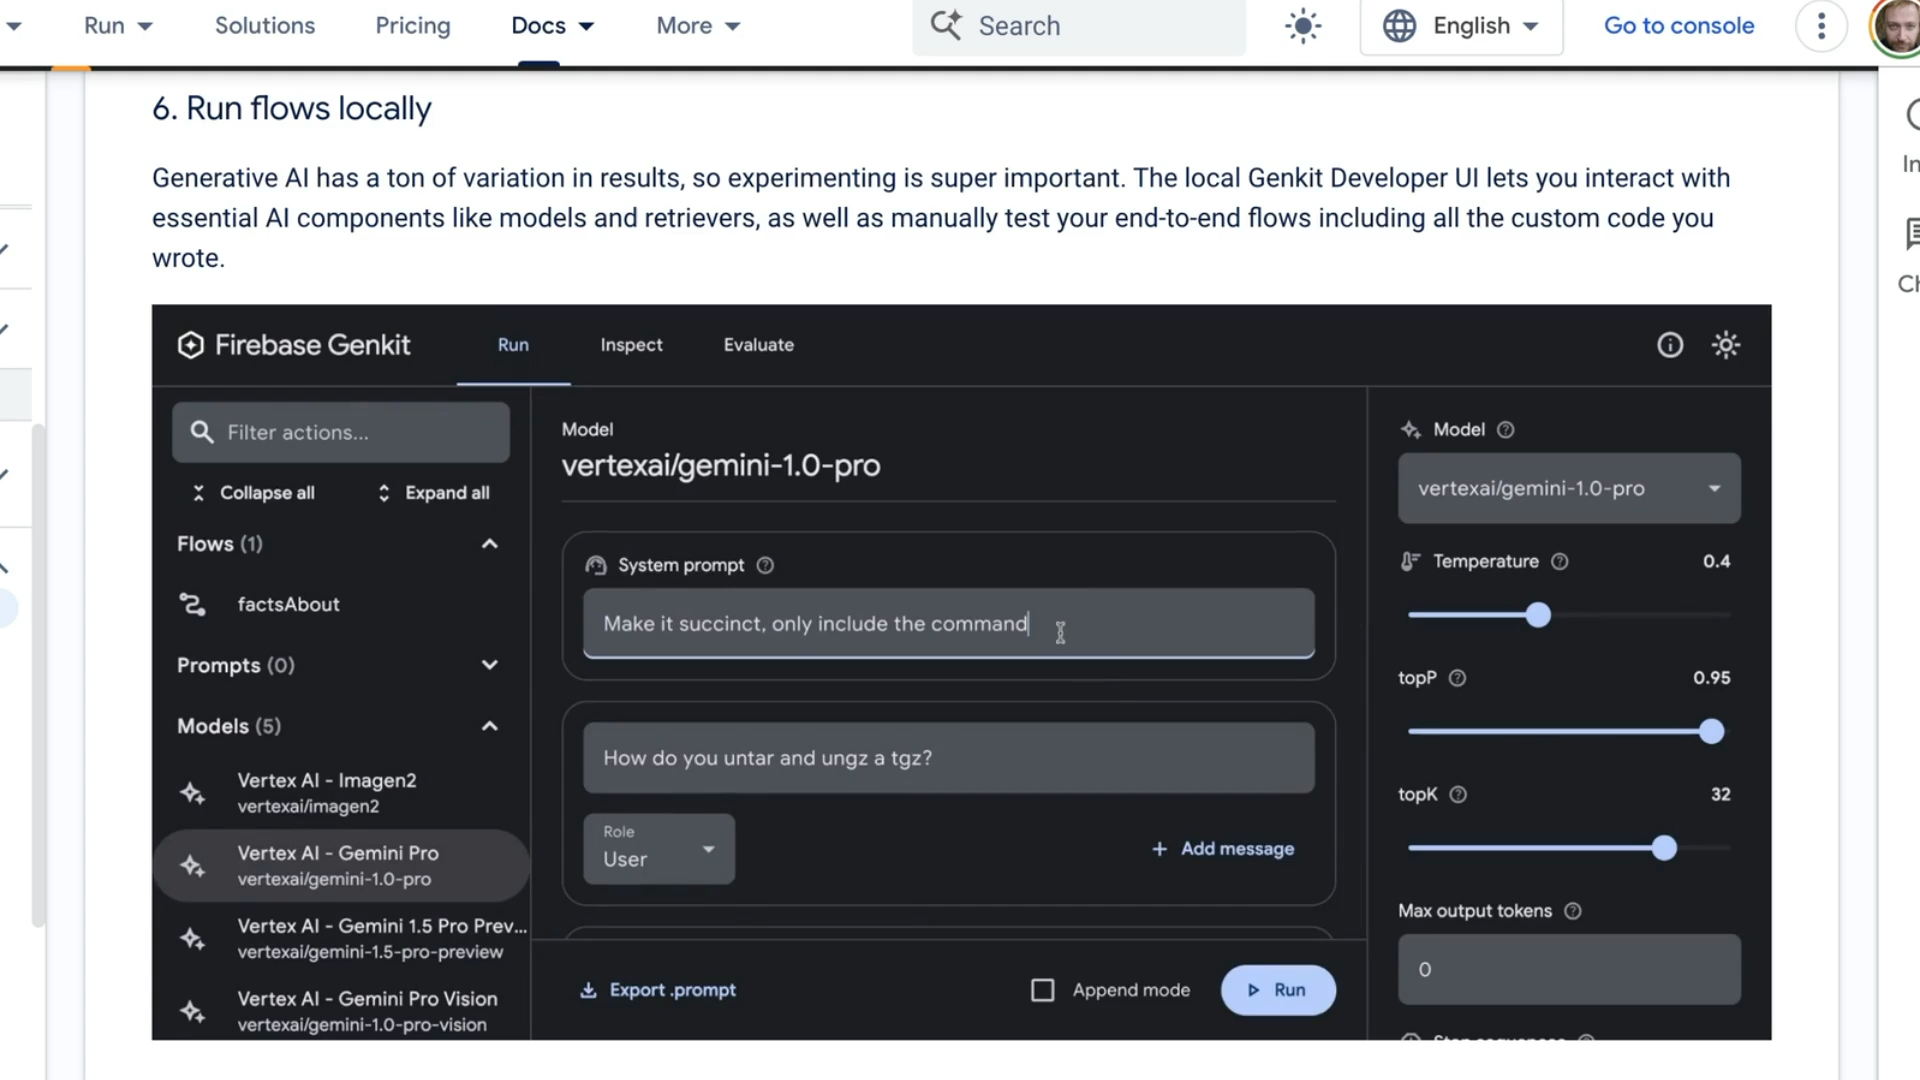 Run
Solutions
Pricing
Docs
More
Search
English
Go to console
6. Run flows locally
Generative AI has a ton of variation in results, so experimenting is super important. The local Genkit Developer UI lets you interact with
essential AI components like models and retrievers, as well as manually test your end-to-end flows including all the custom code you
wrote.
Firebase Genkit
Run
Inspect
Evaluate
Filter actions...
Collapse all
Expand all
Flows (1)
factsAbout
Prompts (0)
Models (5)
Vertex AI - Imagen2
vertexai/imagen2
Vertex AI - Gemini Pro
vertexai/gemini-1.0-pro
Vertex AI - Gemini 1.5 Pro Prev...
vertexai/gemini-1.5-pro-preview
Vertex AI - Gemini Pro Vision
vertexai/gemini-1.0-pro-vision
Model
vertexai/gemini-1.0-pro
System prompt
Make it succinct, only include the command
How do you untar and ungz a tgz?
Role
User
+ Add message
Export .prompt
Append mode
Run
Model
vertexai/gemini-1.0-pro
Temperature
0.4
topP
0.95
topK
32
Max output tokens
0